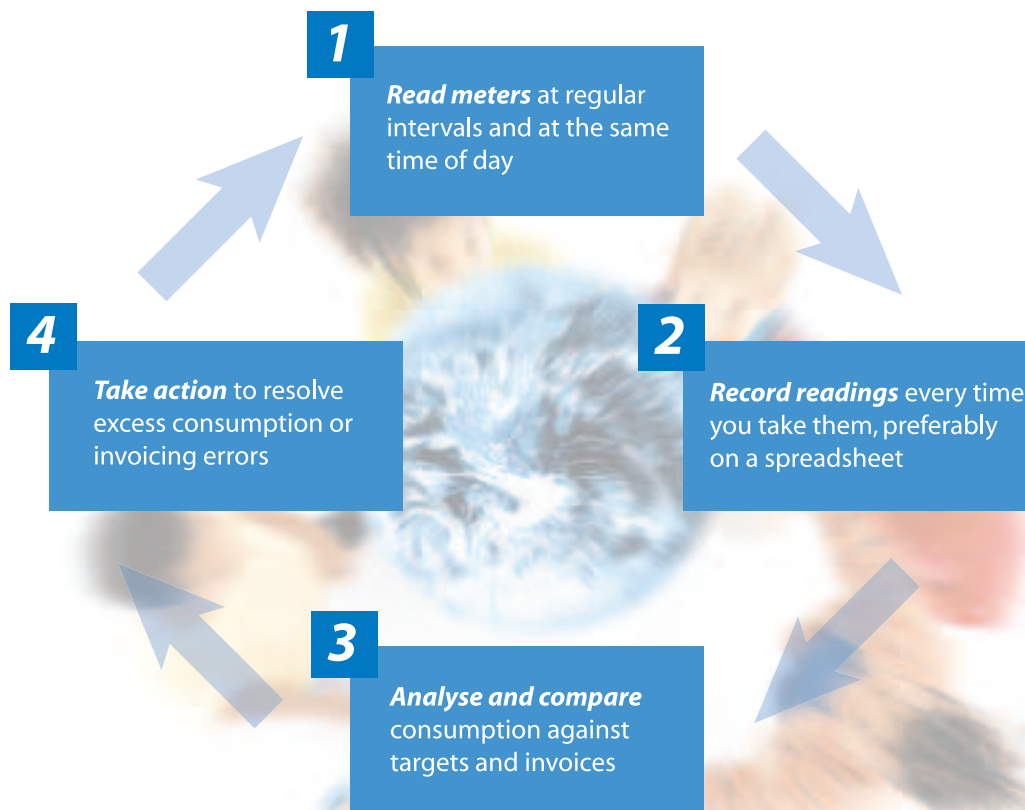 1
Read meters at regular
intervals and at the same
time of day
2
Record readings every time
you take them, preferably
on a spreadsheet
3
Analyse and compare
consumption against
targets and invoices
4
Take action to resolve
excess consumption or
invoicing errors